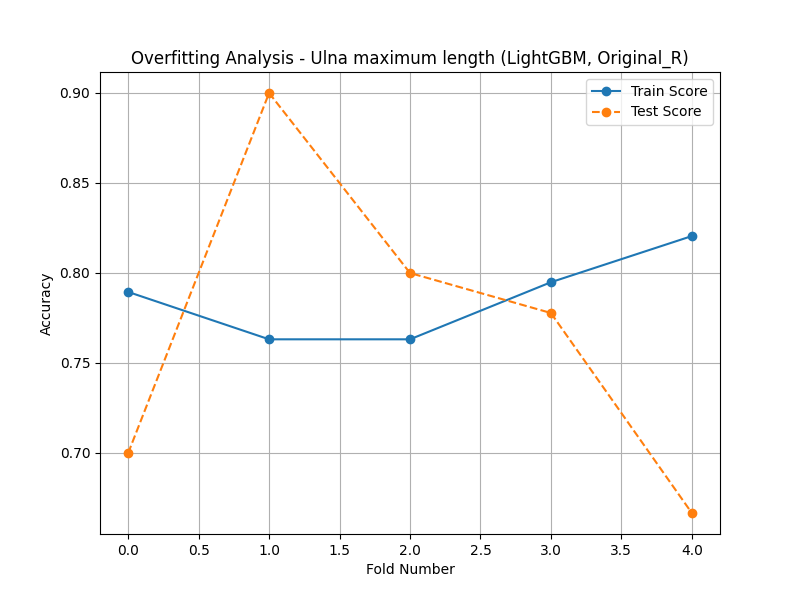 Overfitting Analysis - Ulna maximum length (LightGBM, Original_R)
Train Score
Test Score
0.90
0.85
0.80
0.75
0.70
Accuracy
0.0 0.5 1.0 1.5 2.0 2.5 3.0 3.5 4.0
Fold Number